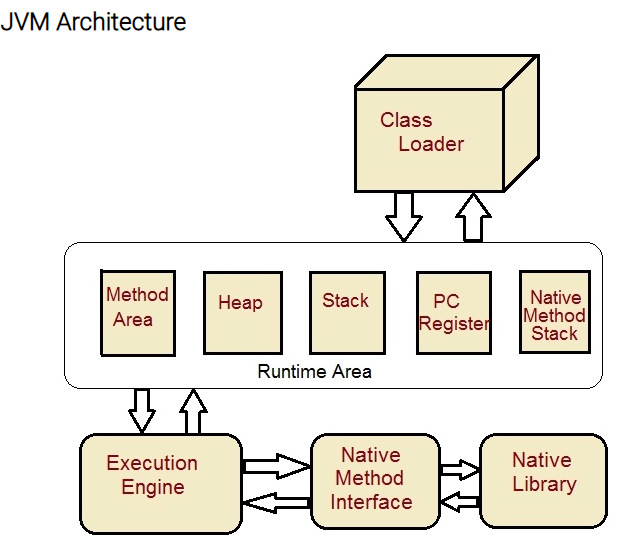 JVM Architecture
Class
Loader
Method
Area
Heap
Stack
PC
Register
Native
Method
Stack
Runtime Area
Execution
Engine
Native
Method
Interface
Native
Library